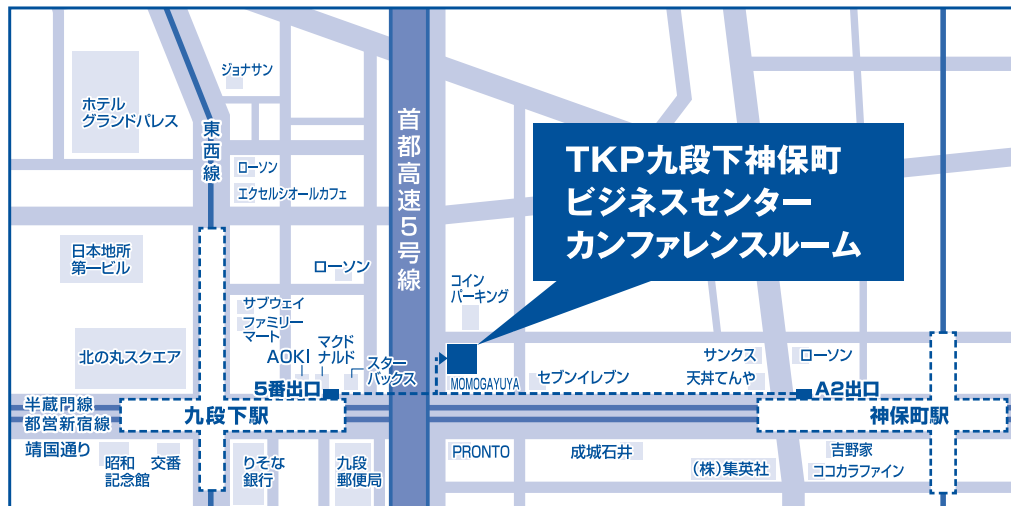 ジョナサン
ホテル
グランドパレス
東西線
ローソン
エクセルシオールカフェ
首都高速5号線
TKP九段下神保町
ビジネスセンター
カンファレンスルーム
日本地所
第一ビル
ローソン
コイン
パーキング
サブウェイ
ファミリー
マート
北の丸スクエア
AOKI
マクド
ナルド
スター
バックス
MOMOGAYUYA
セブンイレブン
サンクス
天丼てんや
ローソン
5番出口
A2出口
半蔵門線
都営新宿線
九段下駅
神保町駅
靖国通り
昭和
記念館
交番
りそな
銀行
九段
郵便局
PRONTO
成城石井
(株)集英社
吉野家
ココカラファイン